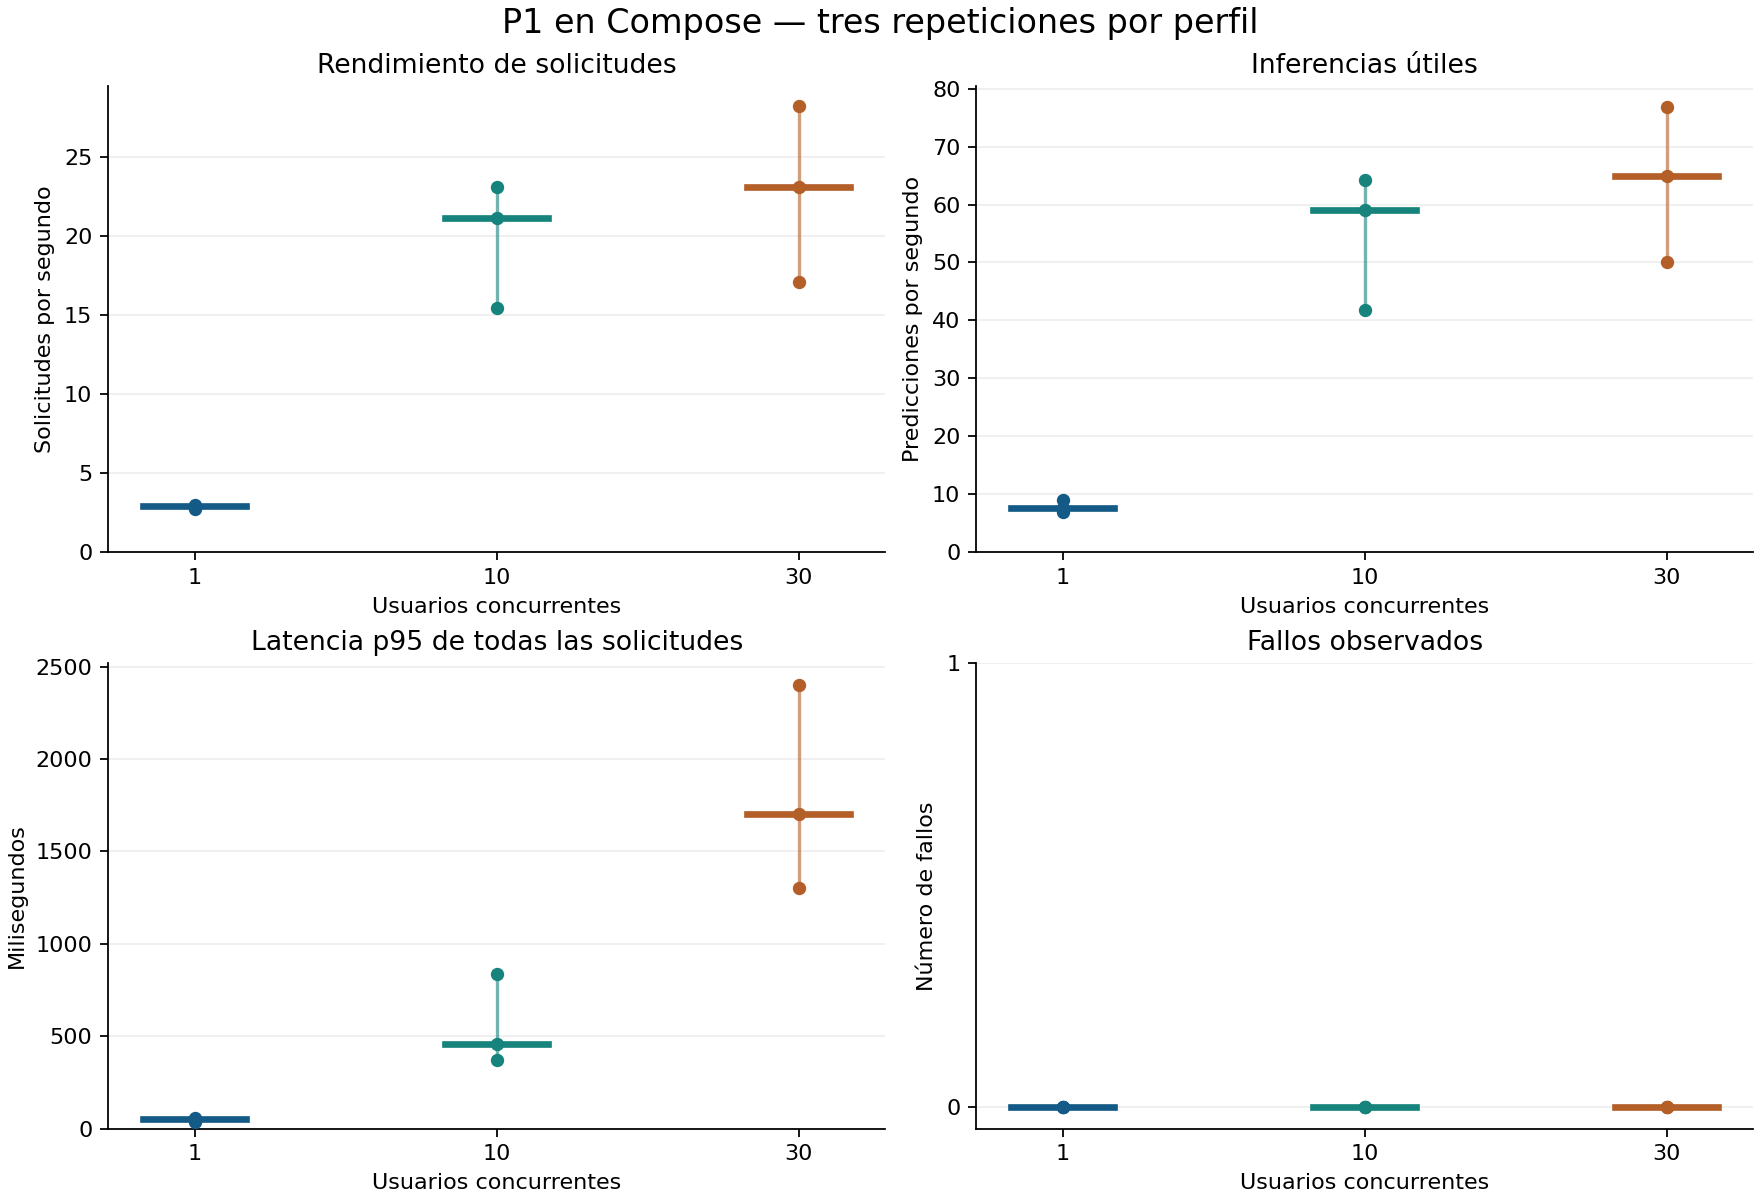 P1 en Compose — tres repeticiones por perfil
Rendimiento de solicitudes
Solicitudes por segundo
25
20
15
10
5
0
1
10
30
Usuarios concurrentes
Inferencias útiles
Predicciones por segundo
80
70
60
50
40
30
20
10
0
1
10
30
Usuarios concurrentes
Latencia p95 de todas las solicitudes
Milisegundos
2500
2000
1500
1000
500
0
1
10
30
Usuarios concurrentes
Fallos observados
Número de fallos
1
0
1
10
30
Usuarios concurrentes